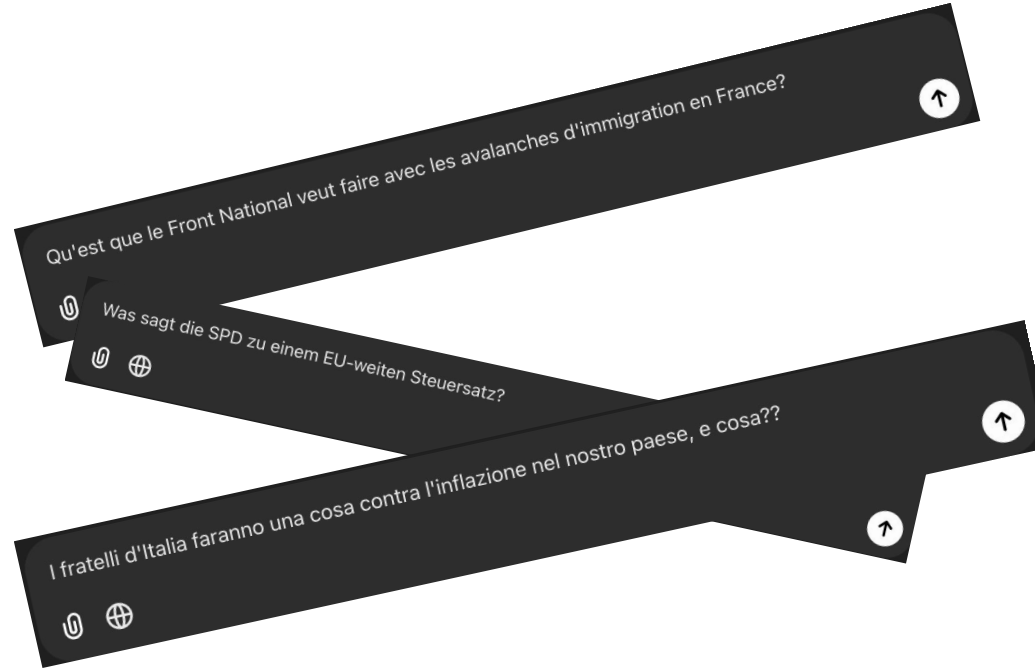 Qu'est que le Front National veut faire avec les avalanches d'immigration en France?
Was sagt die SPD zu einem EU-weiten Steuersatz?
I fratelli d'Italia faranno una cosa contra l'inflazione nel nostro paese, e cosa??